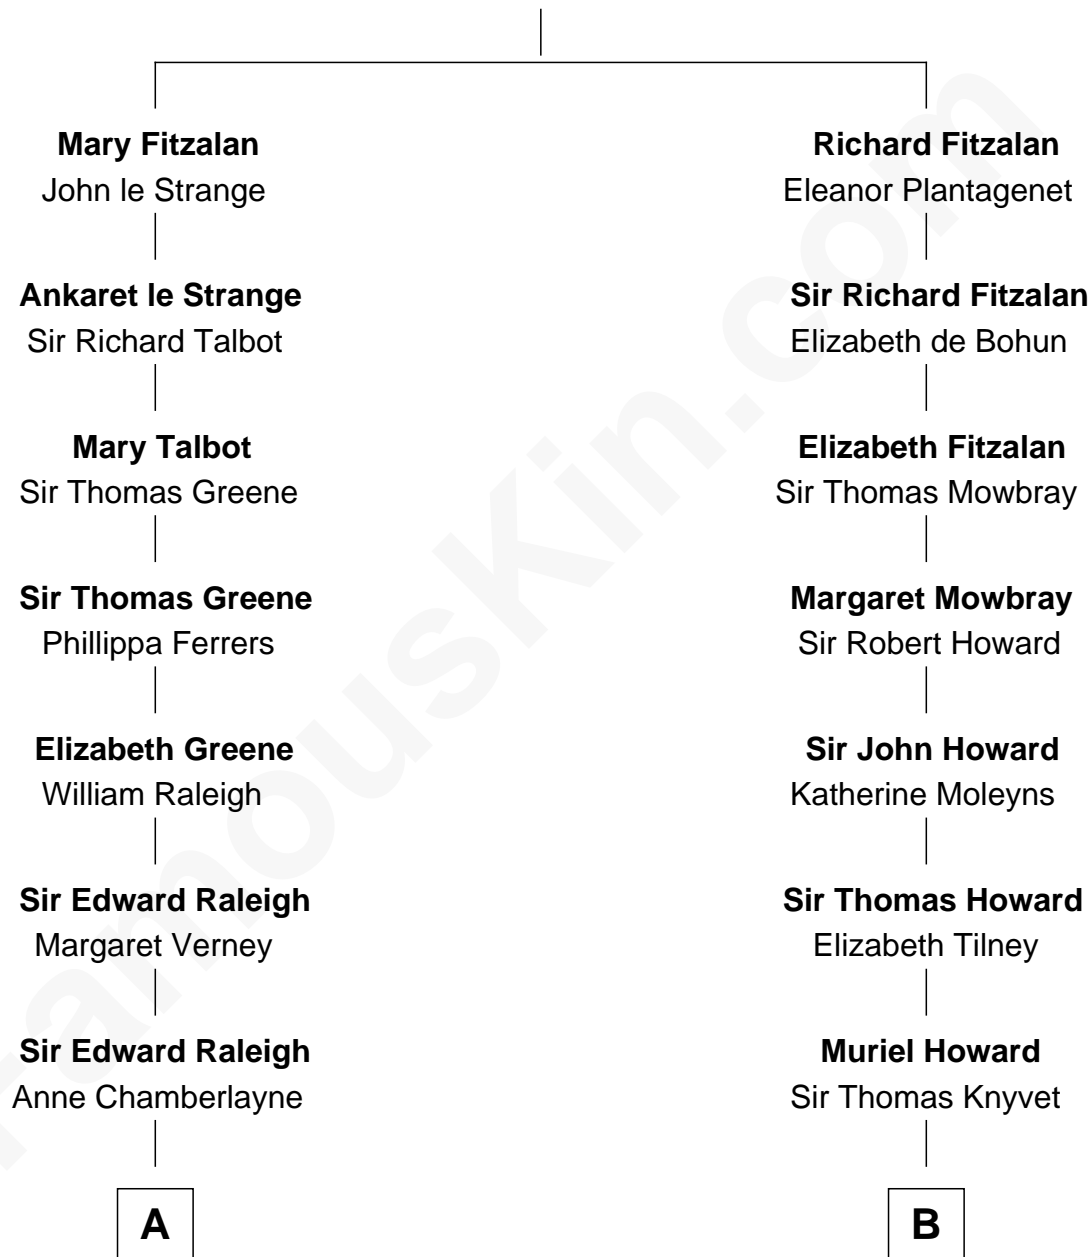 Mary Fitzalan
John le Strange
Ankaret le Strange
Sir Richard Talbot
Mary Talbot
Sir Thomas Greene
Sir Thomas Greene
Phillippa Ferrers
Elizabeth Greene
William Raleigh
Sir Edward Raleigh
Margaret Verney
Sir Edward Raleigh
Anne Chamberlayne
A
Richard Fitzalan
Eleanor Plantagenet
Sir Richard Fitzalan
Elizabeth de Bohun
Elizabeth Fitzalan
Sir Thomas Mowbray
Margaret Mowbray
Sir Robert Howard
Sir John Howard
Katherine Moleyns
Sir Thomas Howard
Elizabeth Tilney
Muriel Howard
Sir Thomas Knyvet
B
FamousKin.com